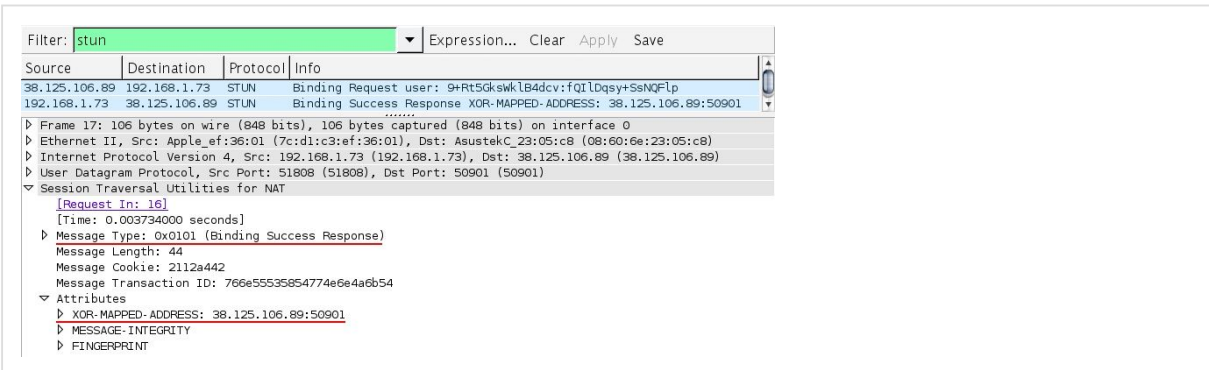 Filter: stun Expression... Clear Apply Save
Source Destination Protocol Info
38.125.106.89 192.168.1.73 STUN Binding Request user: 9+Rt5GksWklB4dcv:fQIlDqsy+SsNQFlp
192.168.1.73 38.125.106.89 STUN Binding Success Response XOR-MAPPED-ADDRESS: 38.125.106.89:50901
Frame 17: 106 bytes on wire (848 bits), 106 bytes captured (848 bits) on interface 0
Ethernet II, Src: Apple_ef:36:01 (7c:d1:c3:ef:36:01), Dst: AsustekC_23:05:c8 (08:60:6e:23:05:c8)
Internet Protocol Version 4, Src: 192.168.1.73 (192.168.1.73), Dst: 38.125.106.89 (38.125.106.89)
User Datagram Protocol, Src Port: 51808 (51808), Dst Port: 50901 (50901)
Session Traversal Utilities for NAT
[Request In: 16]
[Time: 0.003734000 seconds]
Message Type: 0x0101 (Binding Success Response)
Message Length: 44
Message Cookie: 2112a442
Message Transaction ID: 766e55535854774e6e4a6b54
Attributes
XOR-MAPPED-ADDRESS: 38.125.106.89:50901
MESSAGE-INTEGRITY
FINGERPRINT